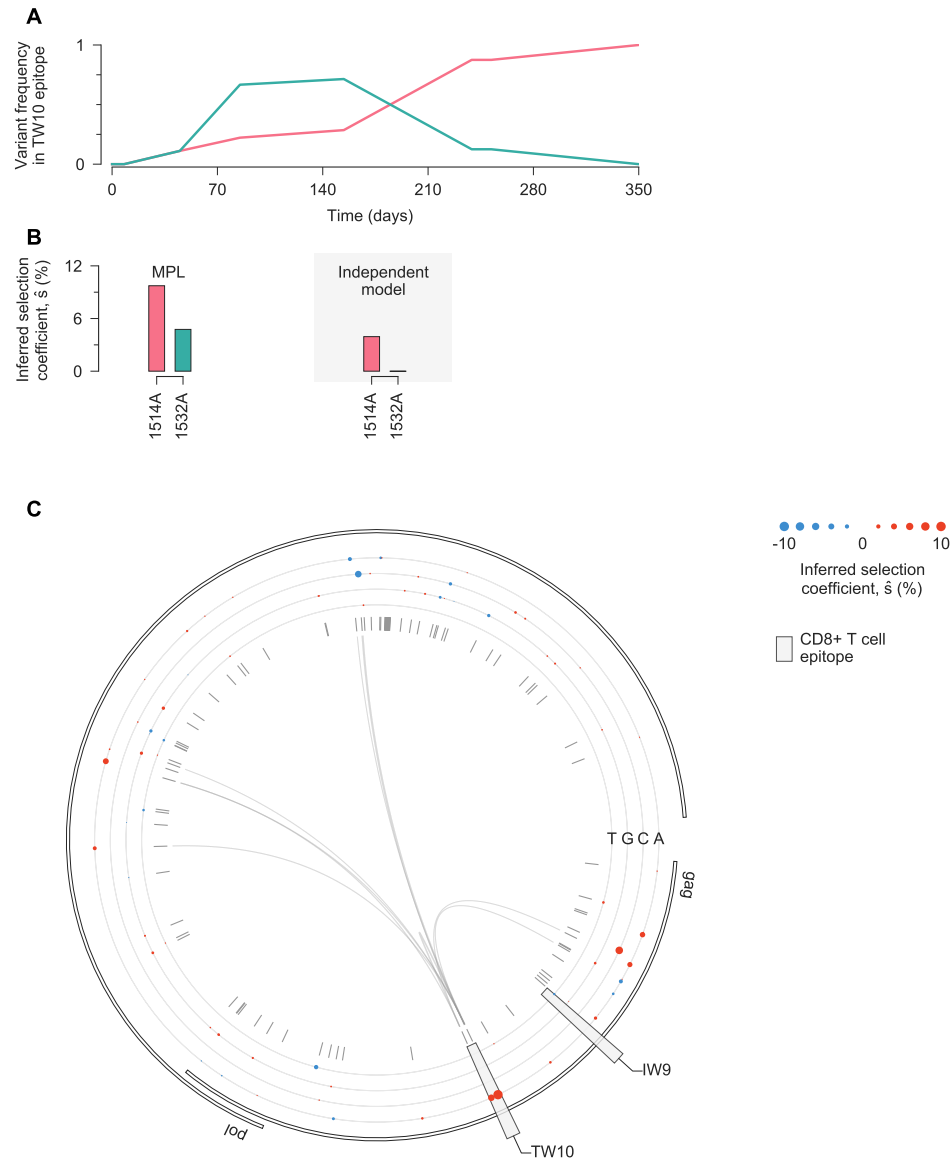 A
Variant frequency
in TW10 epitope
1
0
0
70
140
210
280
350
Time (days)
B
Inferred selection
coefficient, ŝ (%)
12
6
0
MPL
1514A
1532A
Independent
model
1514A
1532A
C
-10
0
10
Inferred selection
coefficient, ŝ (%)
CD8+ T cell
epitope
T G C A
gag
IW9
TW10
pol